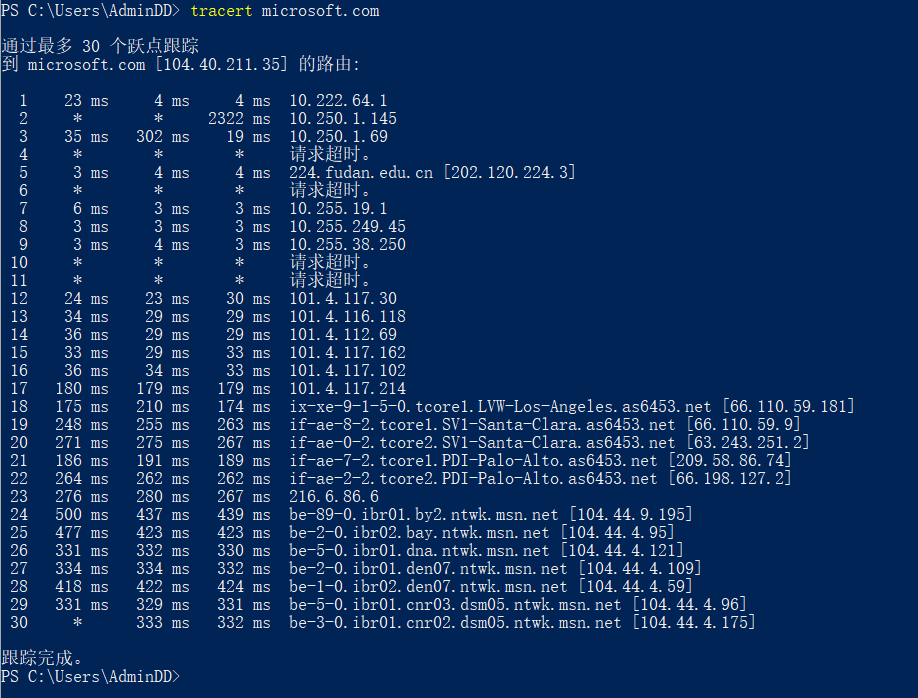 PS C:\Users\AdminDD> tracert microsoft.com
通过最多 30 个跃点跟踪
到 microsoft.com [104.40.211.35] 的路由:
1 23 ms 4 ms 4 ms 10.222.64.1
2 * * 2322 ms 10.250.1.145
3 35 ms 302 ms 19 ms 10.250.1.69
4 * * * 请求超时。
5 3 ms 4 ms 4 ms 224.fudan.edu.cn [202.120.224.3]
6 * * * 请求超时。
7 6 ms 3 ms 3 ms 10.255.19.1
8 3 ms 3 ms 3 ms 10.255.249.45
9 3 ms 4 ms 3 ms 10.255.38.250
10 * * * 请求超时。
11 * * * 请求超时。
12 24 ms 23 ms 30 ms 101.4.117.30
13 34 ms 29 ms 29 ms 101.4.116.118
14 36 ms 29 ms 29 ms 101.4.112.69
15 33 ms 29 ms 33 ms 101.4.117.162
16 36 ms 34 ms 33 ms 101.4.117.102
17 180 ms 179 ms 179 ms 101.4.117.214
18 175 ms 210 ms 174 ms ix-xe-9-1-5-0.tcore1.LVW-Los-Angeles.as6453.net [66.110.59.181]
19 248 ms 255 ms 263 ms if-ae-8-2.tcore1.SV1-Santa-Clara.as6453.net [66.110.59.9]
20 271 ms 275 ms 267 ms if-ae-0-2.tcore2.SV1-Santa-Clara.as6453.net [63.243.251.2]
21 186 ms 191 ms 189 ms if-ae-7-2.tcore1.PDI-Palo-Alto.as6453.net [209.58.86.74]
22 264 ms 262 ms 262 ms if-ae-2-2.tcore2.PDI-Palo-Alto.as6453.net [66.198.127.2]
23 276 ms 280 ms 267 ms 216.6.86.6
24 500 ms 437 ms 439 ms be-89-0.ibr01.by2.ntwk.msn.net [104.44.9.195]
25 477 ms 423 ms 423 ms be-2-0.ibr02.bay.ntwk.msn.net [104.44.4.95]
26 331 ms 332 ms 330 ms be-5-0.ibr01.dna.ntwk.msn.net [104.44.4.121]
27 334 ms 334 ms 332 ms be-2-0.ibr01.den07.ntwk.msn.net [104.44.4.109]
28 418 ms 422 ms 424 ms be-1-0.ibr02.den07.ntwk.msn.net [104.44.4.59]
29 331 ms 329 ms 331 ms be-5-0.ibr01.cnr03.dsm05.ntwk.msn.net [104.44.4.96]
30 * 333 ms 332 ms be-3-0.ibr01.cnr02.dsm05.ntwk.msn.net [104.44.4.175]
跟踪完成。
PS C:\Users\AdminDD>